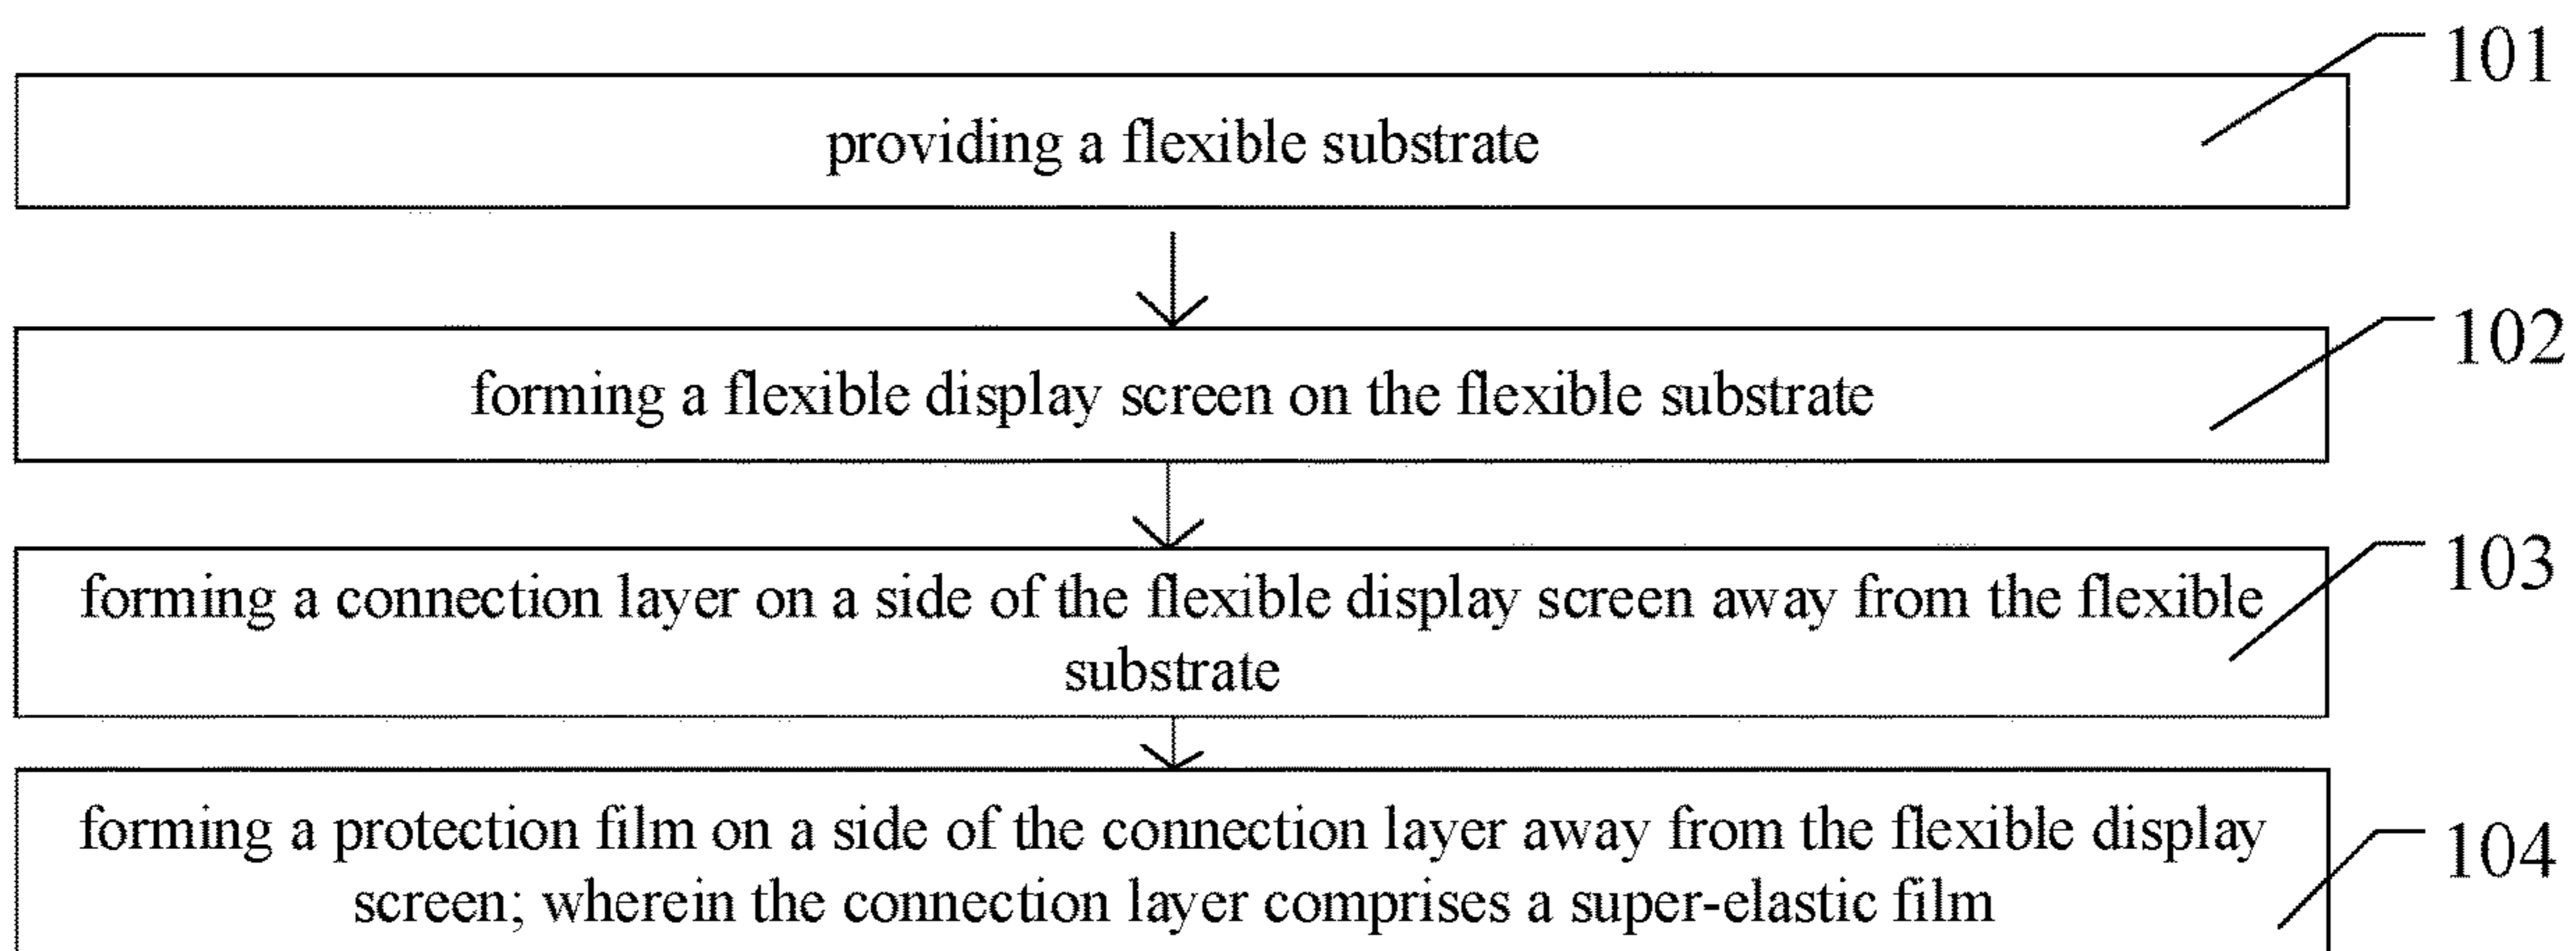 101
providing a flexible substrate
102
forming a flexible display screen on the flexible substrate
103
forming a connection layer on a side of the flexible display screen away from the flexible
substrate
104
forming a protection film on a side of the connection layer away from the flexible display
screen; wherein the connection layer comprises a super-elastic film